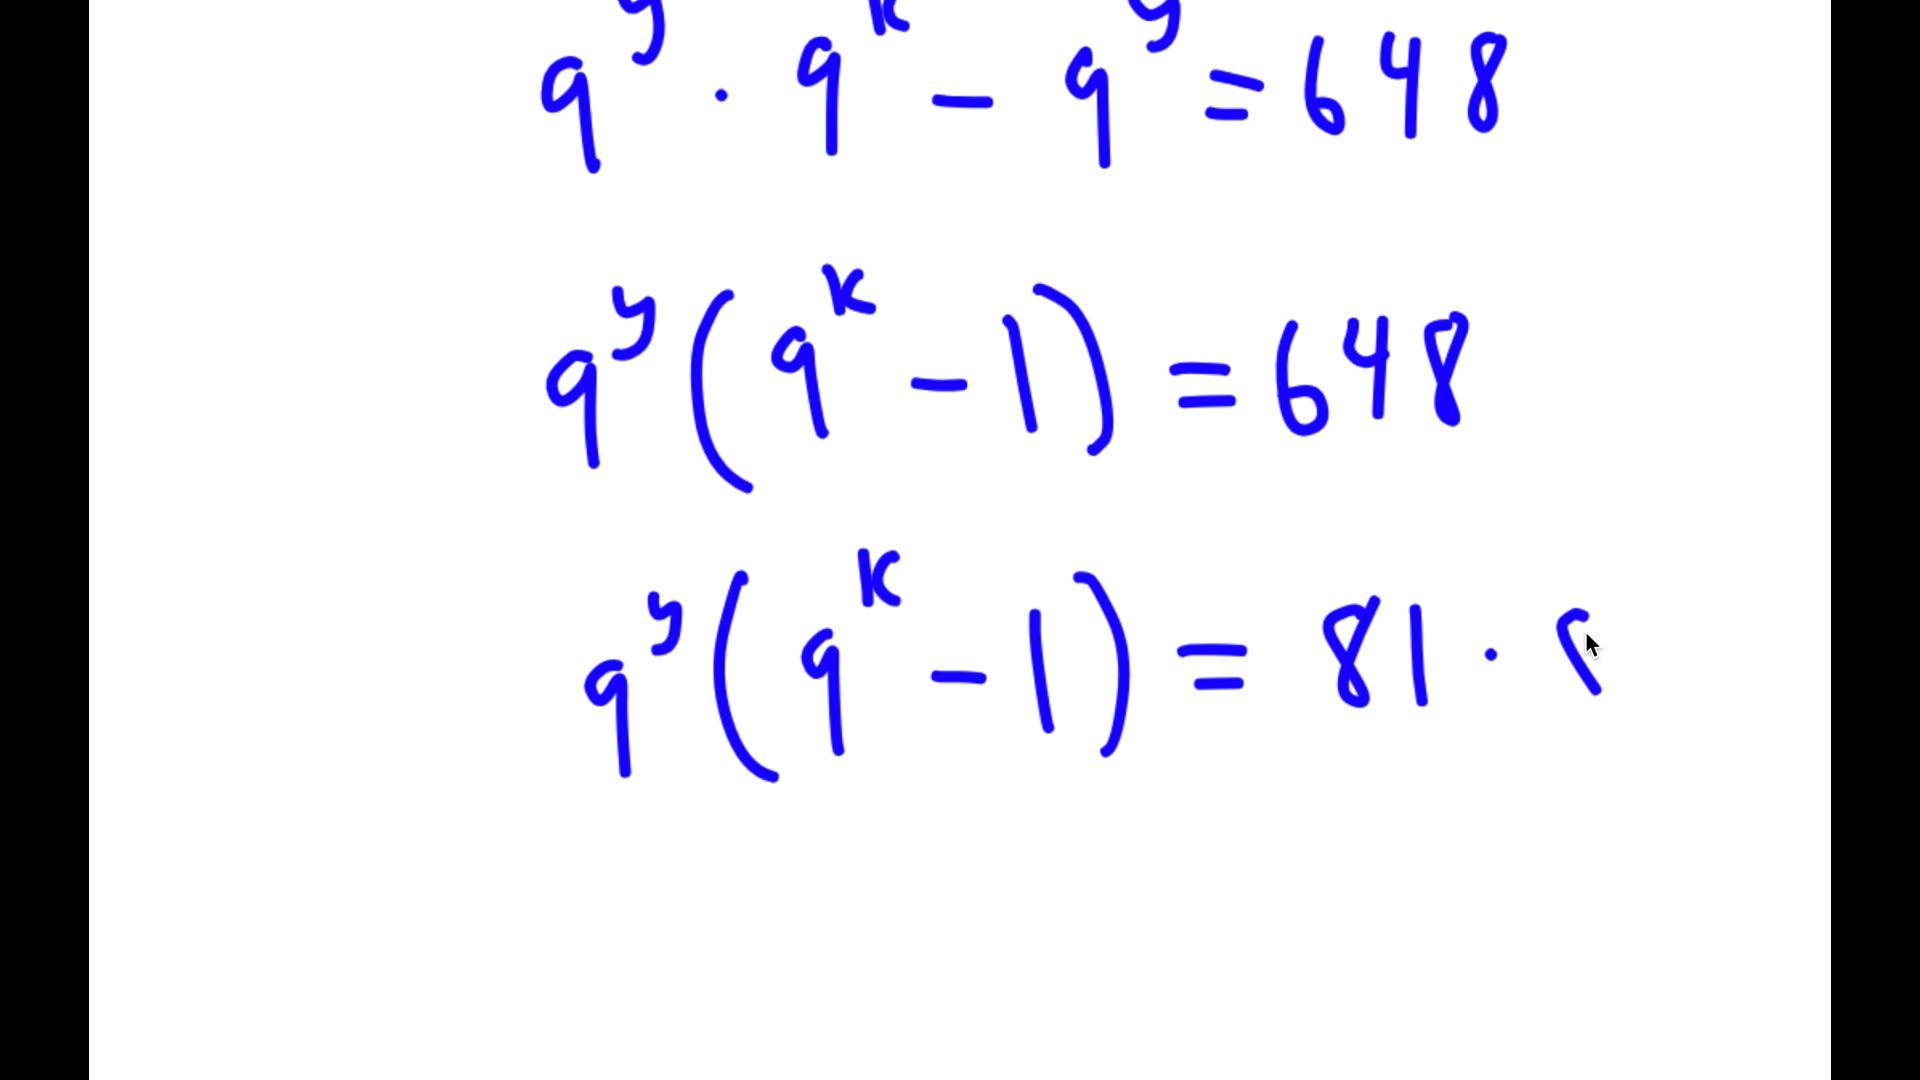 9^y · 9^k - 9^y = 648
9^y (9^k - 1) = 648
9^y (9^k - 1) = 81 ·